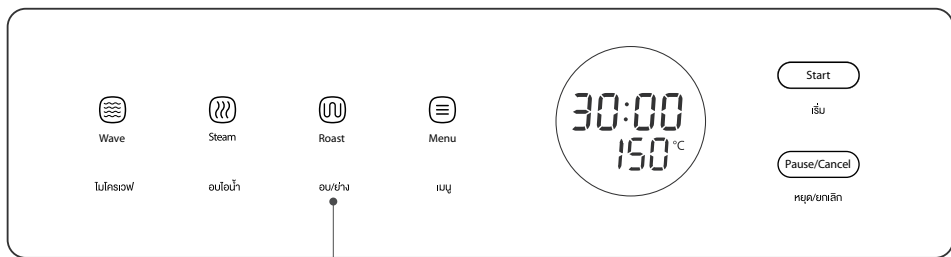 Wave
ไมโครเวฟ
Steam
อบไอน้ำ
Roast
อบ/ย่าง
Menu
เมนู
30:00
150 °C
Start
เริ่ม
Pause/Cancel
หยุด/ยกเลิก